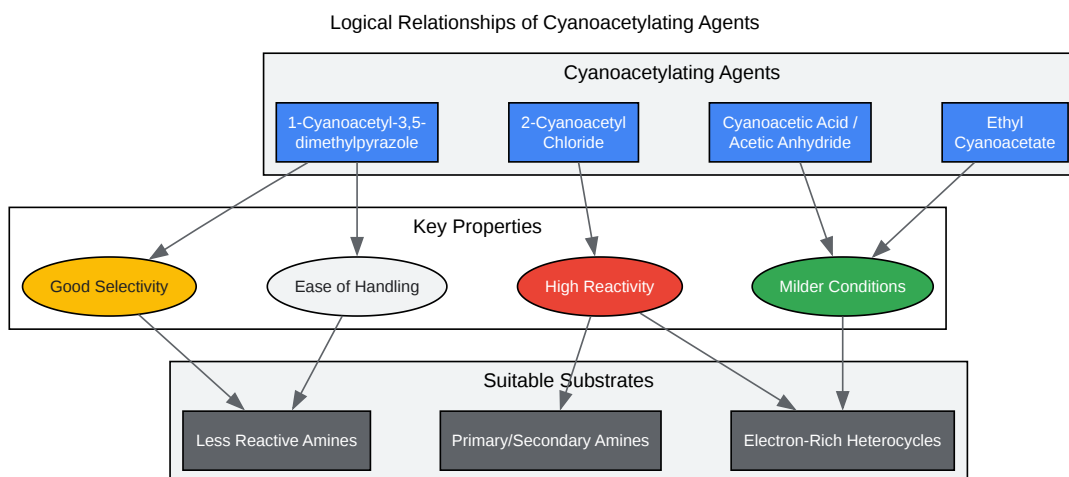 Logical Relationships of Cyanoacetylating Agents
Cyanoacetylating Agents
1-Cyanoacetyl-3,5-
dimethylpyrazole
2-Cyanoacetyl
Chloride
Cyanoacetic Acid /
Acetic Anhydride
Ethyl
Cyanoacetate
Key Properties
Good Selectivity
Ease of Handling
High Reactivity
Milder Conditions
Suitable Substrates
Less Reactive Amines
Primary/Secondary Amines
Electron-Rich Heterocycles